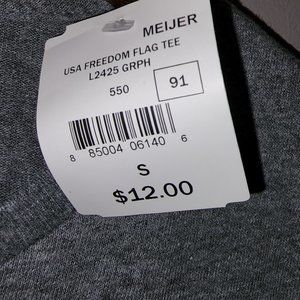 MEIJER
USA FREEDOM FLAG TEE
L2425 GRPH
550 91
8 85004 06140 6
S
$12.00